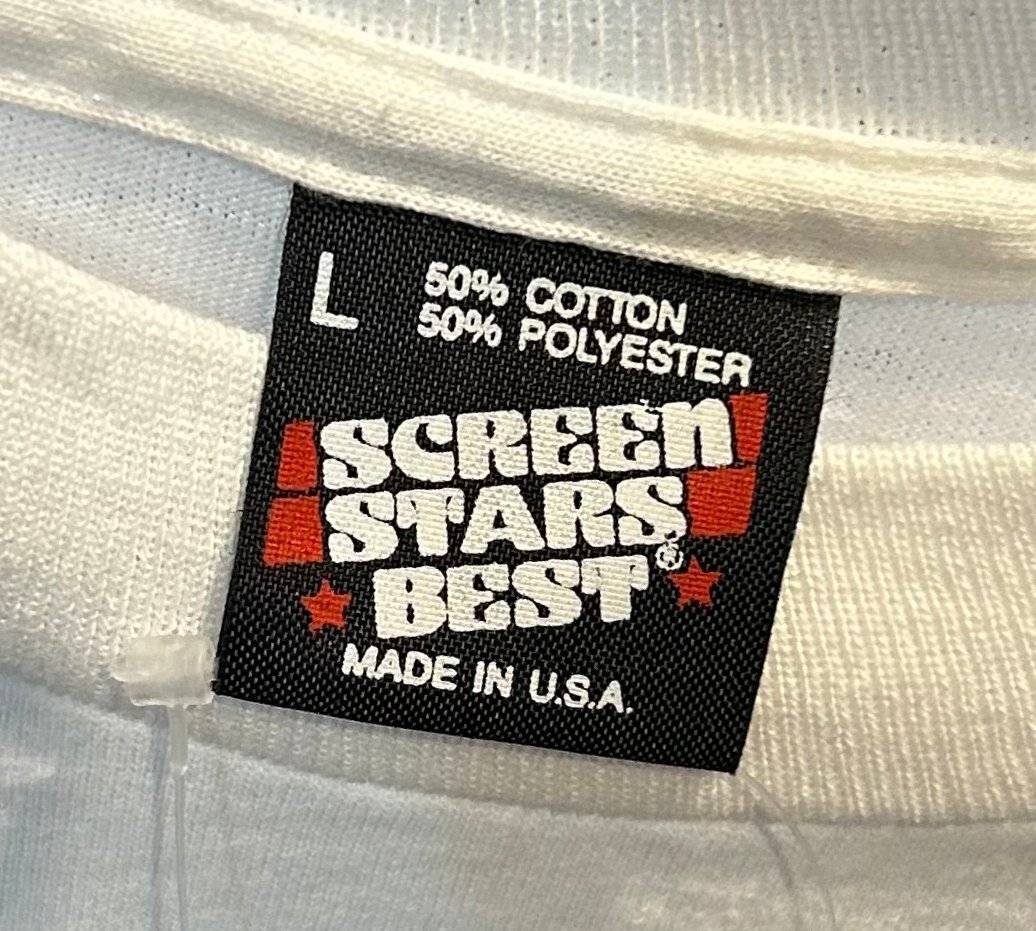 L
50% COTTON
50% POLYESTER
SCREEN
STARS
BEST®
MADE IN U.S.A.